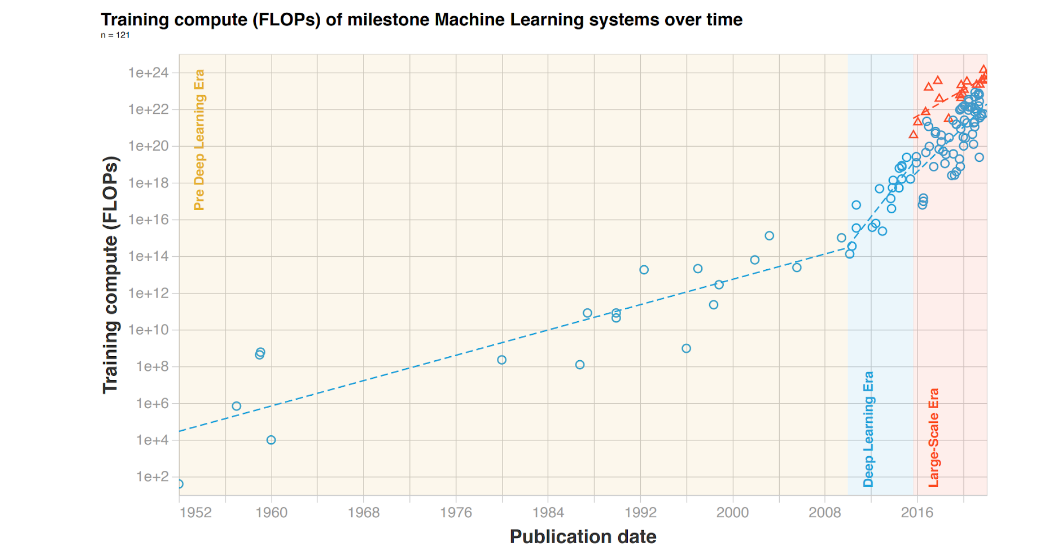 Training compute (FLOPs) of milestone Machine Learning systems over time
n = 121
Training compute (FLOPs)
1e+24
1e+22
1e+20
1e+18
1e+16
1e+14
1e+12
1e+10
1e+8
1e+6
1e+4
1e+2
Pre Deep Learning Era
Deep Learning Era
Large-Scale Era
1952 1960 1968 1976 1984 1992 2000 2008 2016
Publication date